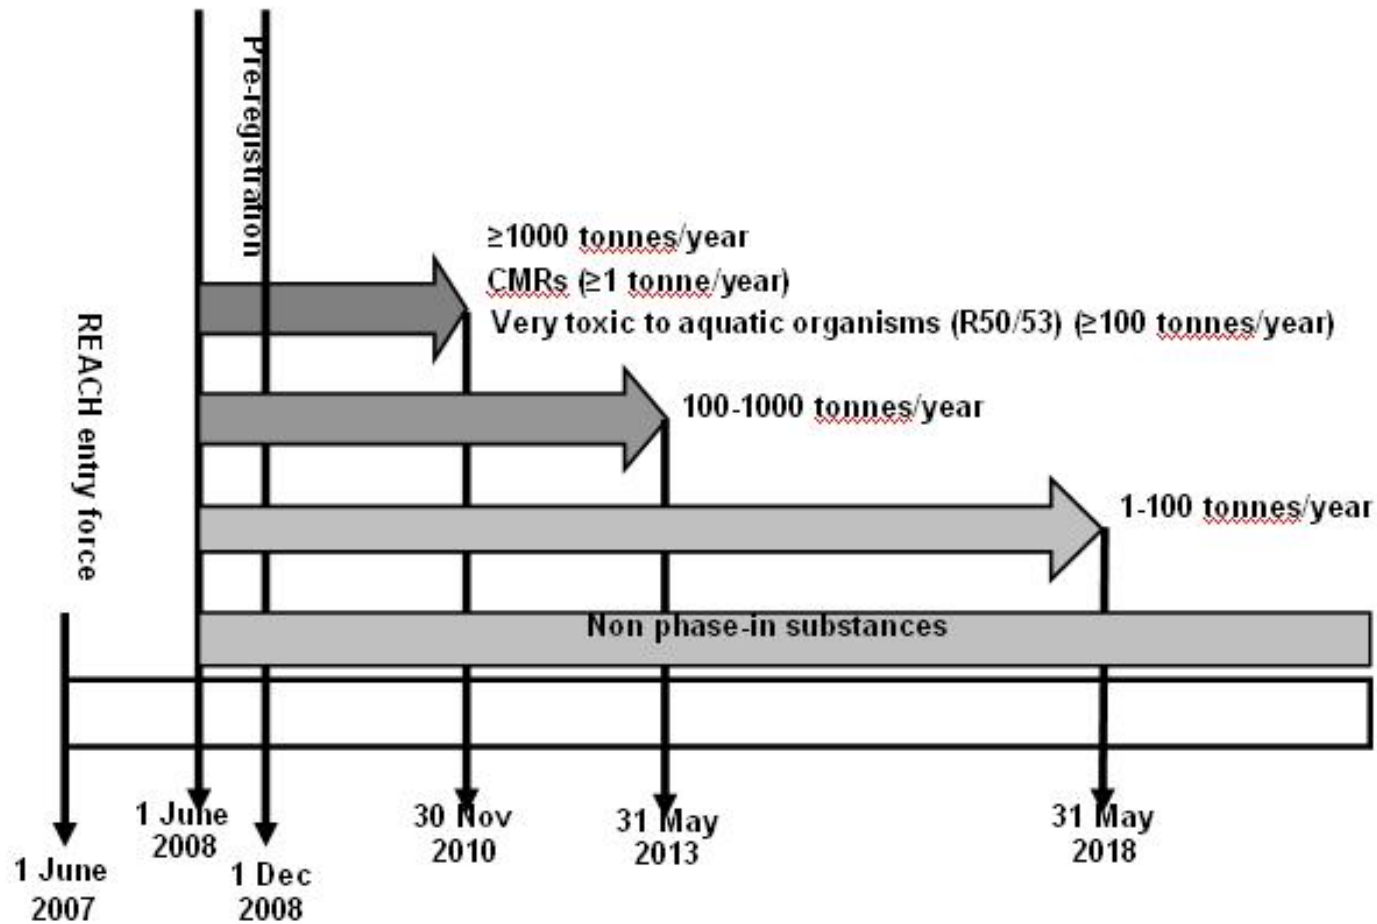 Pre-registration
≥1000 tonnes/year
CMRs (≥1 tonne/year)
Very toxic to aquatic organisms (R50/53) (≥100 tonnes/year)
REACH entry force
100-1000 tonnes/year
1-100 tonnes/year
Non phase-in substances
1 June
2007
1 June
2008
1 Dec
2008
30 Nov
2010
31 May
2013
31 May
2018